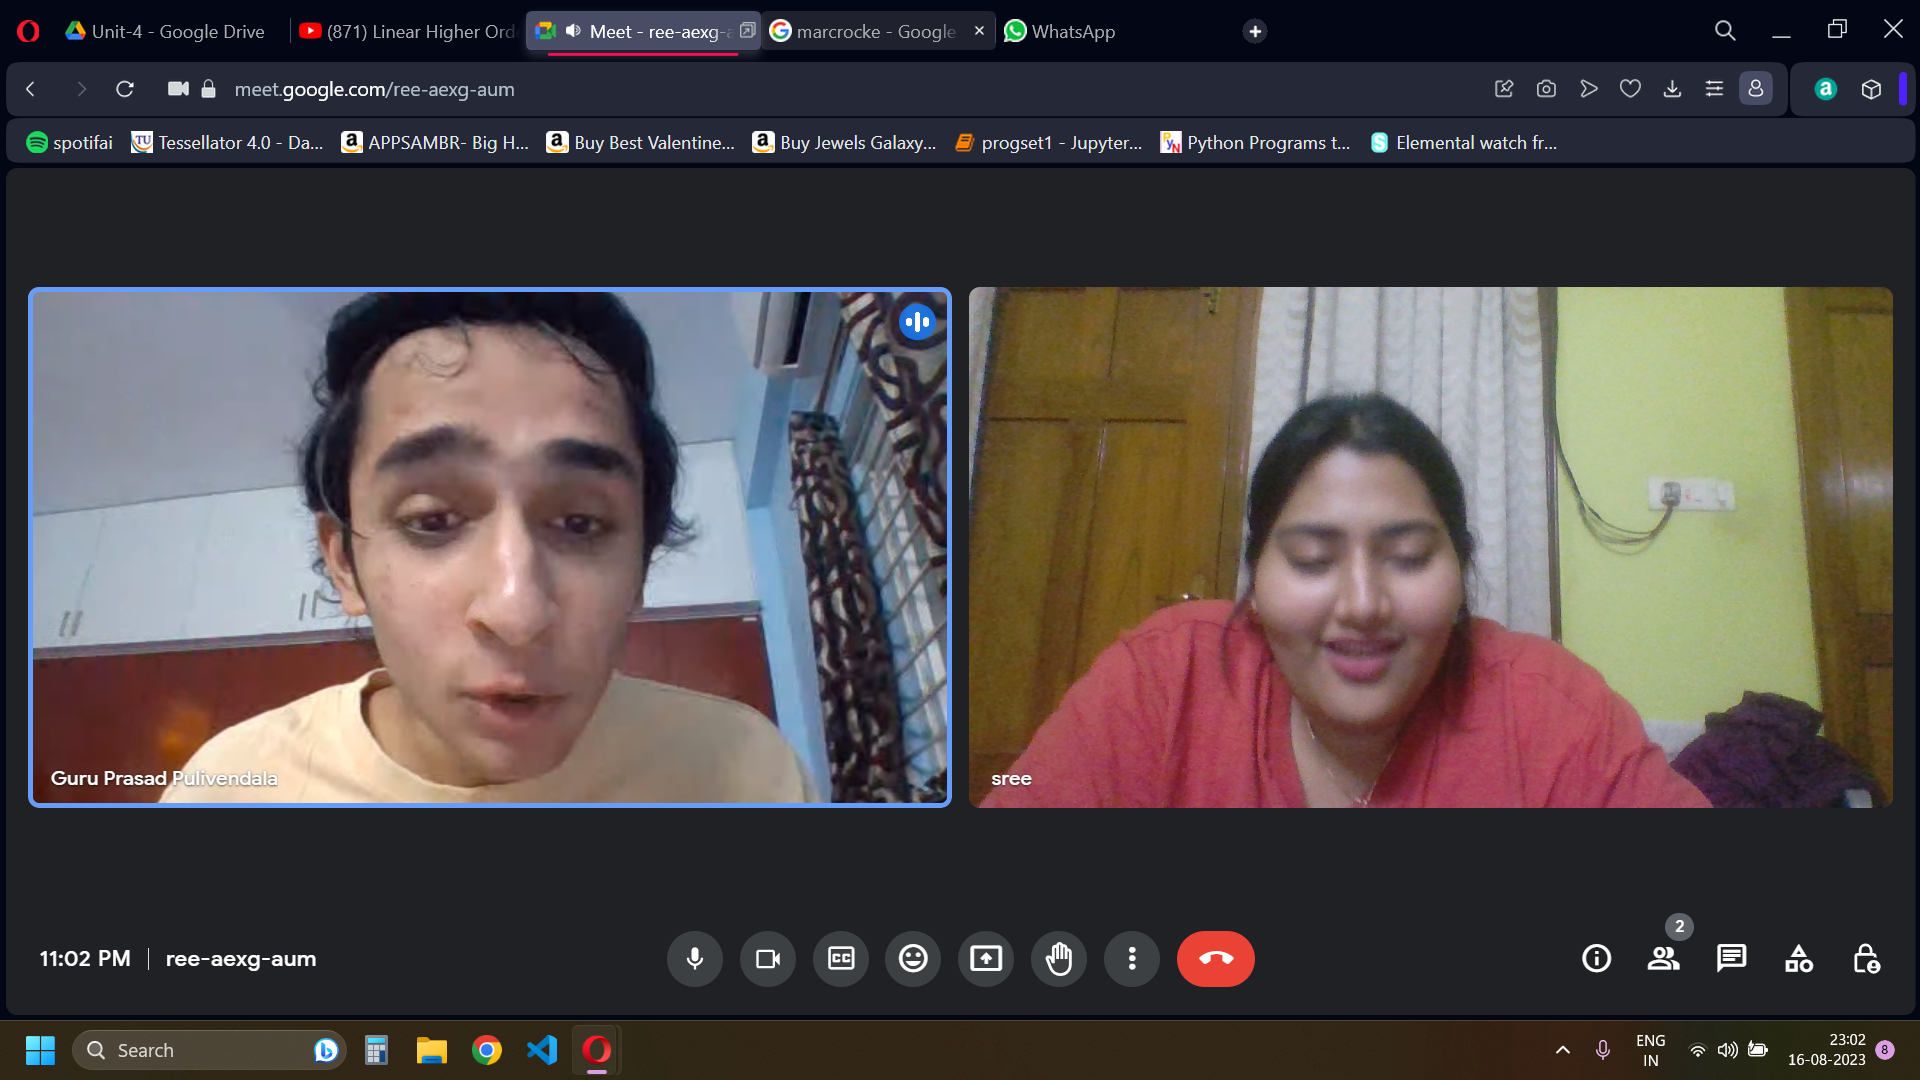 Unit-4 - Google Drive
(871) Linear Higher Ord
Meet - ree-aexg-a
marcrocke - Google
WhatsApp
meet.google.com/ree-aexg-aum
a
spotifai
TU
Tessellator 4.0 - Da...
a
APPSAMBR- Big H...
a
Buy Best Valentine...
a
Buy Jewels Galaxy...
progset1 - Jupyter...
Python Programs t...
S
Elemental watch fr...
Guru Prasad Pulivendala
sree
2
11:02 PM
ree-aexg-aum
CC
Search
ENG
IN
23:02
16-08-2023
8